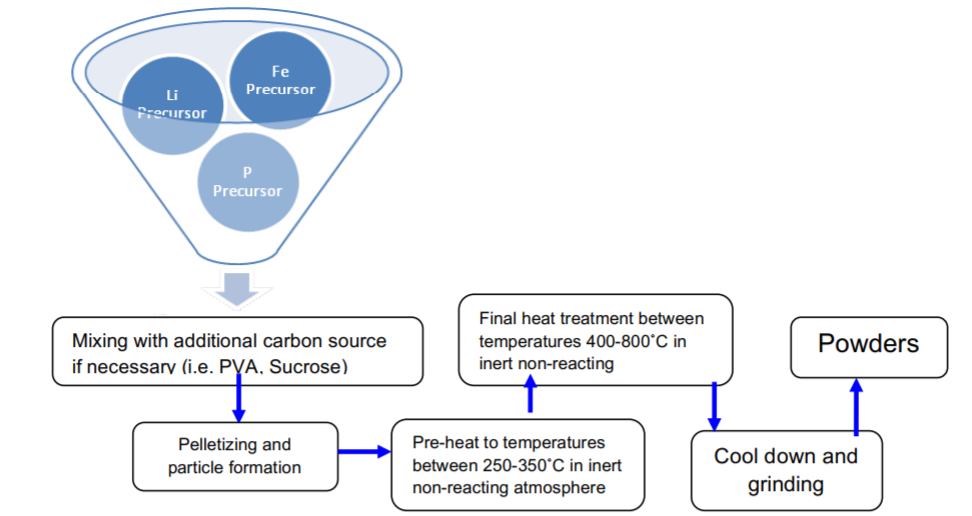 Li
Precursor
Fe
Precursor
P
Precursor
Mixing with additional carbon source
if necessary (i.e. PVA, Sucrose)
Pelletizing and
particle formation
Pre-heat to temperatures
between 250-350˚C in inert
non-reacting atmosphere
Final heat treatment between
temperatures 400-800˚C in
inert non-reacting
Cool down and
grinding
Powders